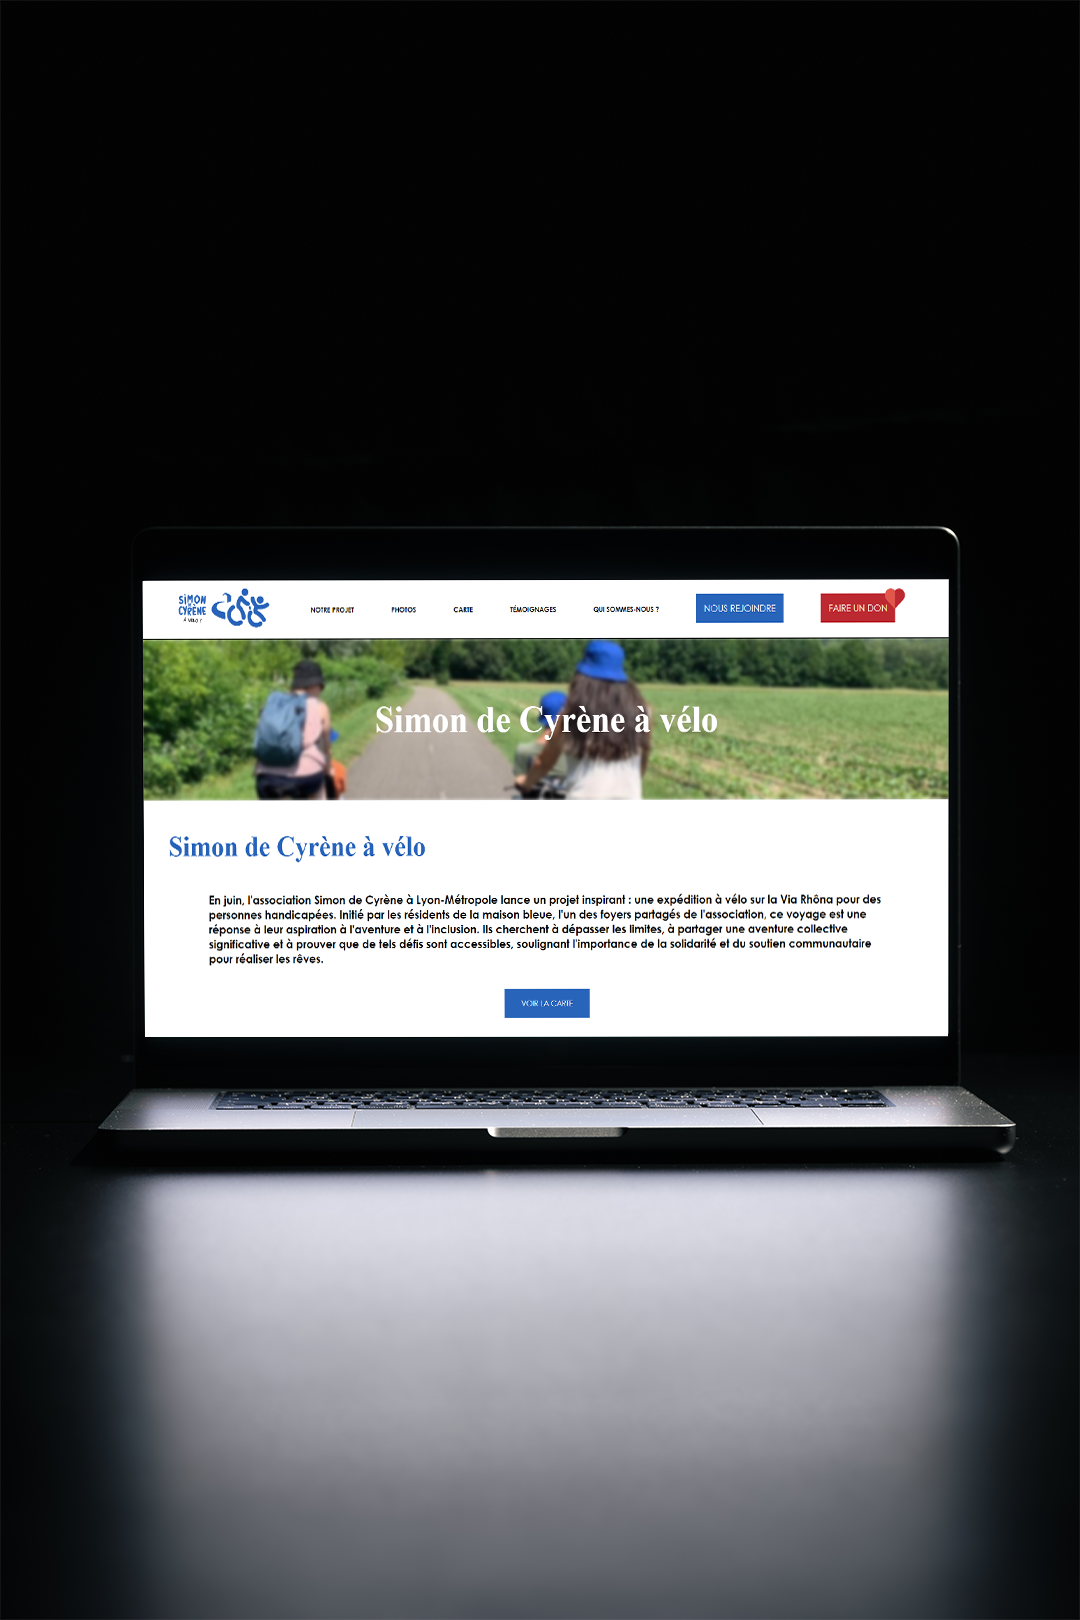 SIMON
DE
CYRÈNE
À VÉLO !
NOTRE PROJET
PHOTOS
CARTE
TÉMOIGNAGES
QUI SOMMES-NOUS ?
NOUS REJOINDRE
FAIRE UN DON
Simon de Cyrène à vélo
Simon de Cyrène à vélo
En juin, l'association Simon de Cyrène à Lyon-Métropole lance un projet inspirant : une expédition à vélo sur la Via Rhôna pour des
personnes handicapées. Initié par les résidents de la maison bleue, l'un des foyers partagés de l'association, ce voyage est une
réponse à leur aspiration à l'aventure et à l'inclusion. Ils cherchent à dépasser les limites, à partager une aventure collective
significative et à prouver que de tels défis sont accessibles, soulignant l'importance de la solidarité et du soutien communautaire
pour réaliser les rêves.
VOIR LA CARTE